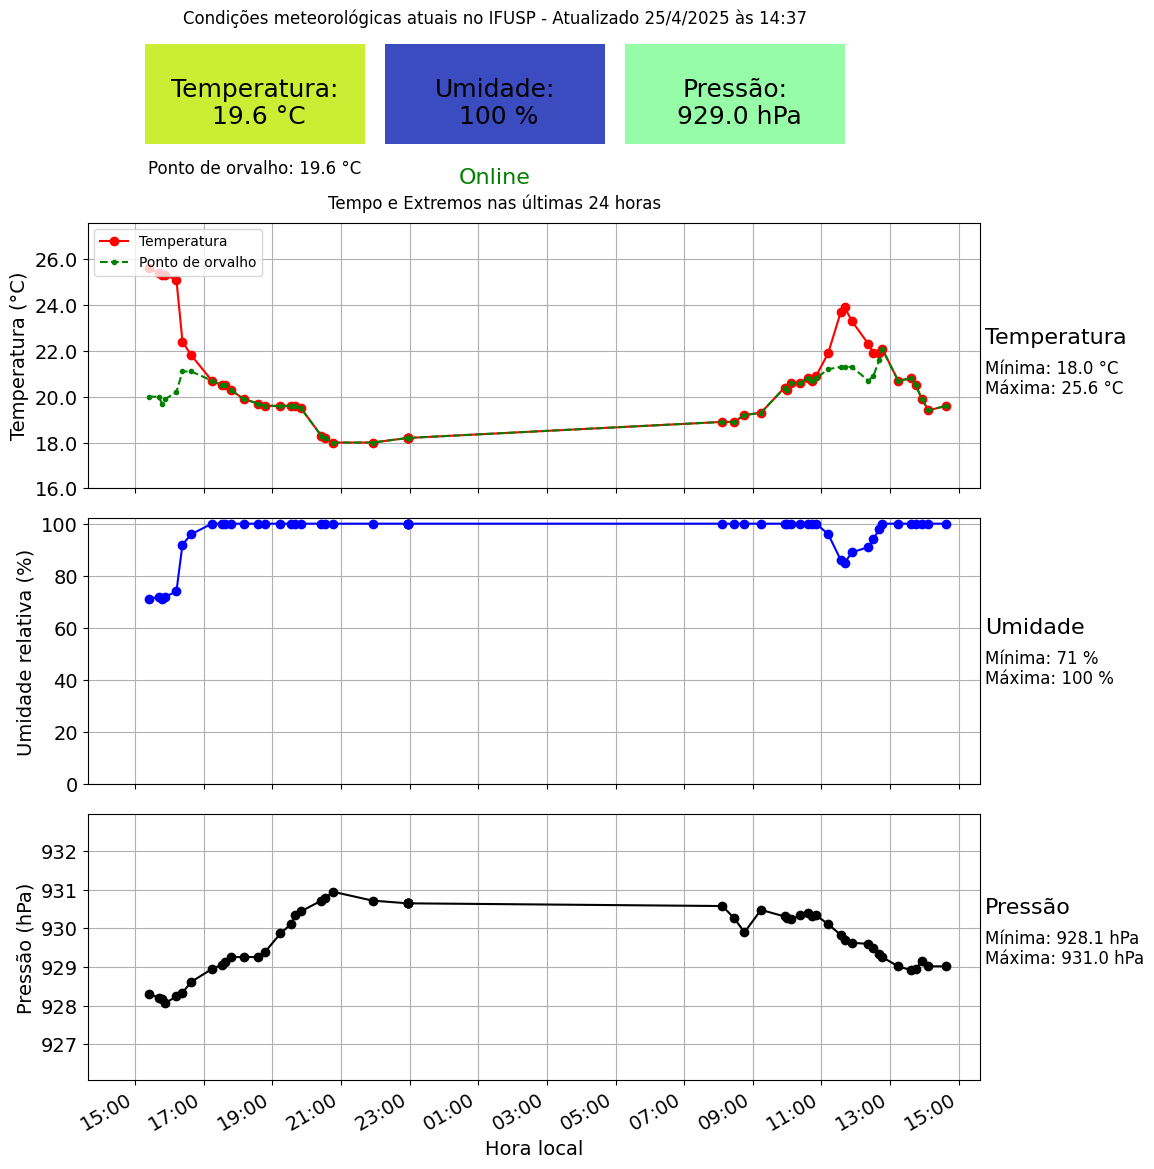 Condições meteorológicas atuais no IFUSP - Atualizado 25/4/2025 às 14:37
Temperatura:
19.6 °C
Umidade:
100 %
Pressão:
929.0 hPa
Ponto de orvalho: 19.6 °C
Online
Tempo e Extremos nas últimas 24 horas
Temperatura
Ponto de orvalho
Temperatura (°C)
26.0
24.0
22.0
20.0
18.0
16.0
Temperatura
Mínima: 18.0 °C
Máxima: 25.6 °C
Umidade relativa (%)
100
80
60
40
20
0
Umidade
Mínima: 71 %
Máxima: 100 %
Pressão (hPa)
932
931
930
929
928
927
Pressão
Mínima: 928.1 hPa
Máxima: 931.0 hPa
15:00
17:00
19:00
21:00
23:00
01:00
03:00
05:00
07:00
09:00
11:00
13:00
15:00
Hora local